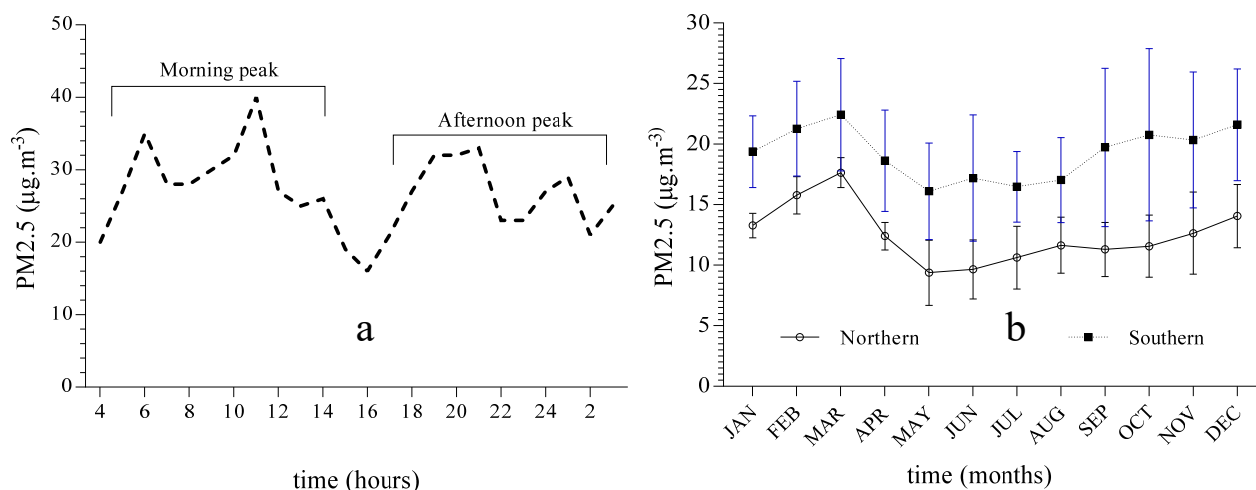 50
40
30
20
10
0
PM2.5 (µg.m-3)
Morning peak
Afternoon peak
a
4 6 8 10 12 14 16 18 20 22 24 2
time (hours)
30
25
20
15
10
5
0
PM2.5 (µg.m-3)
Northern
b
Southern
JAN FEB MAR APR MAY JUN JUL AUG SEP OCT NOV DEC
time (months)